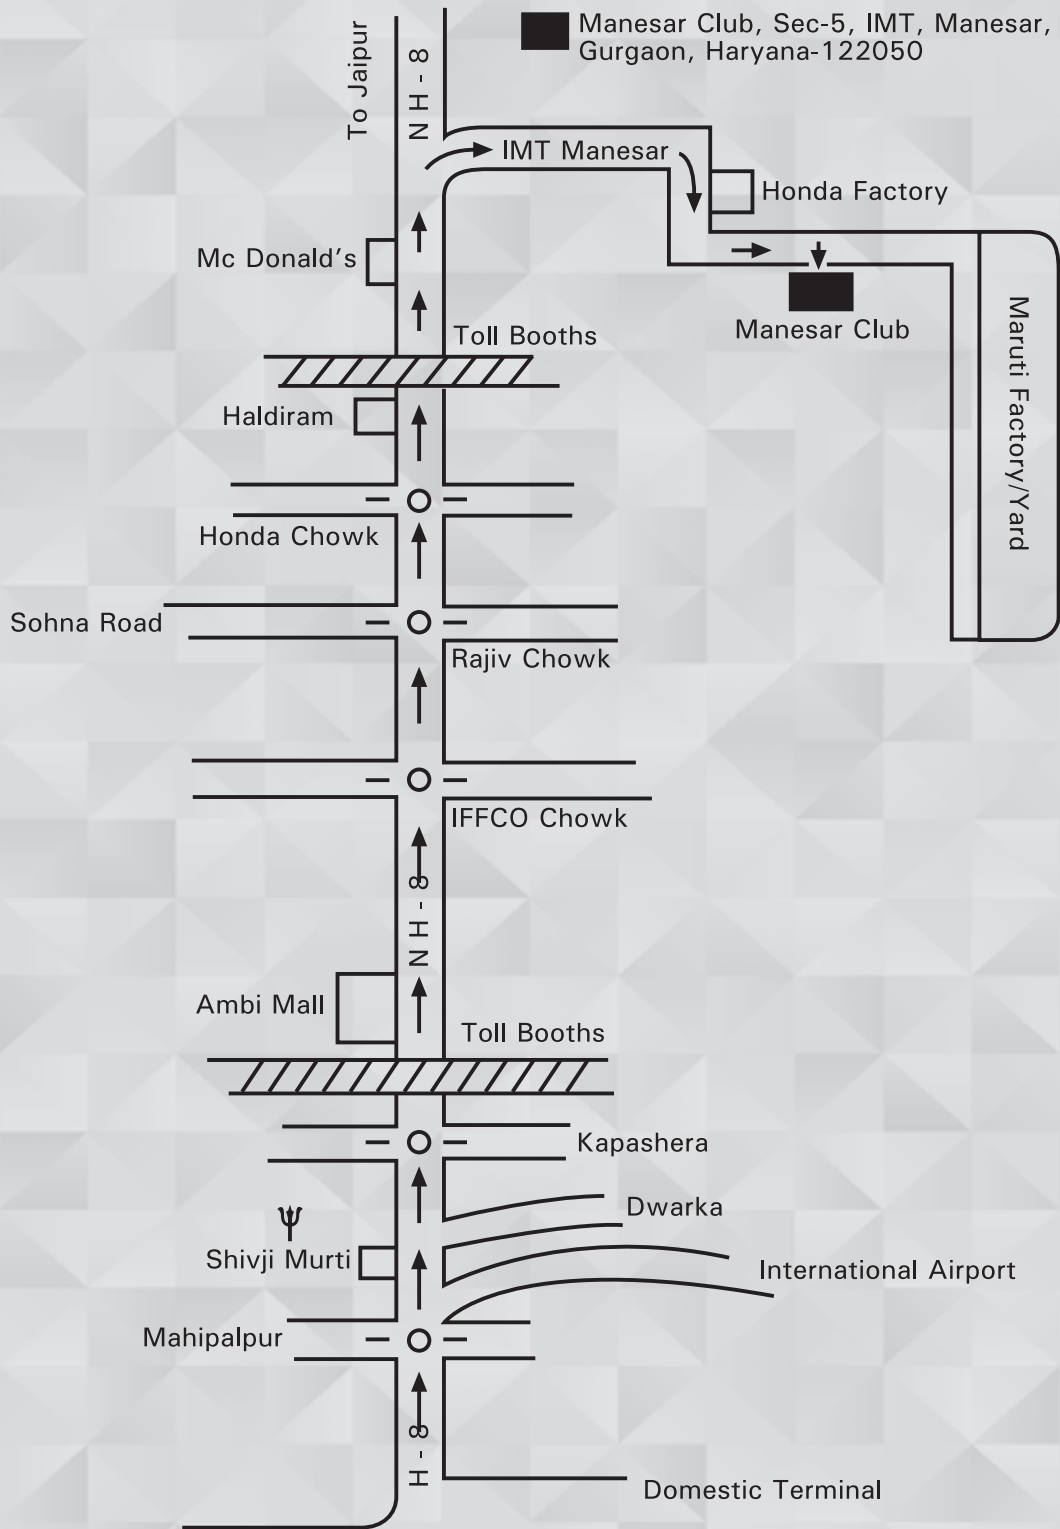 Manesar Club, Sec-5, IMT, Manesar,
Gurgaon, Haryana-122050
To Jaipur
NH-8
IMT Manesar
Honda Factory
Mc Donald's
Manesar Club
Maruti Factory/Yard
Toll Booths
Haldiram
Honda Chowk
Sohna Road
Rajiv Chowk
IFFCO Chowk
NH-8
Ambi Mall
Toll Booths
Kapashera
Dwarka
Shivji Murti
International Airport
Mahipalpur
H-8
Domestic Terminal